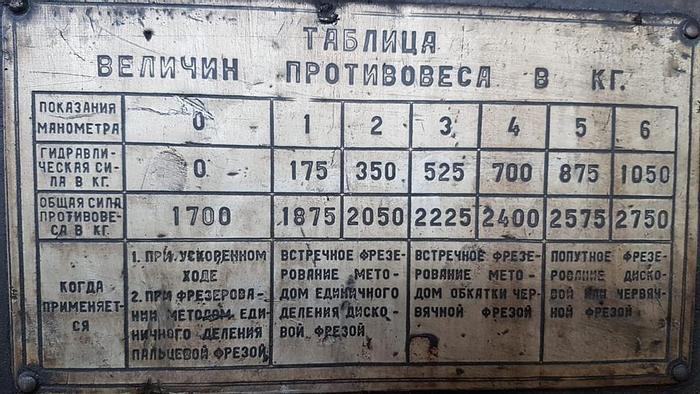 ТАБЛИЦА
ВЕЛИЧИН ПРОТИВОВЕСА В КГ.
ПОКАЗАНИЯ
МАНОМЕТРА
0 1 2 3 4 5 6
ГИДРАВЛИ-
ЧЕСКАЯ СИ-
ЛА В КГ.
0 175 350 525 700 875 1050
ОБЩАЯ СИЛА
ПРОТИВОВЕ-
СА В КГ.
1700 1875 2050 2225 2400 2575 2750
КОГДА
ПРИМЕНЯЕТ-
СЯ
1. ПРИ УСКОРЕННОМ
ХОДЕ
2. ПРИ ФРЕЗЕРОВА-
НИИ МЕТОДОМ ЕДИ-
НИЧНОГО ДЕЛЕНИЯ
ПАЛЬЦЕВОЙ ФРЕЗОЙ
ВСТРЕЧНОЕ ФРЕЗЕ-
РОВАНИЕ МЕТО-
ДОМ ЕДИНИЧНОГО
ДЕЛЕНИЯ ДИСКО-
ВОЙ ФРЕЗОЙ
ВСТРЕЧНОЕ ФРЕЗЕ-
РОВАНИЕ МЕТО-
ДОМ ОБКАТКИ ЧЕР-
ВЯЧНОЙ ФРЕЗОЙ
ПОПУТНОЕ ФРЕЗЕ-
РОВАНИЕ ДИСКО-
ВОЙ ИЛИ ЧЕРВЯЧ-
НОЙ ФРЕЗОЙ